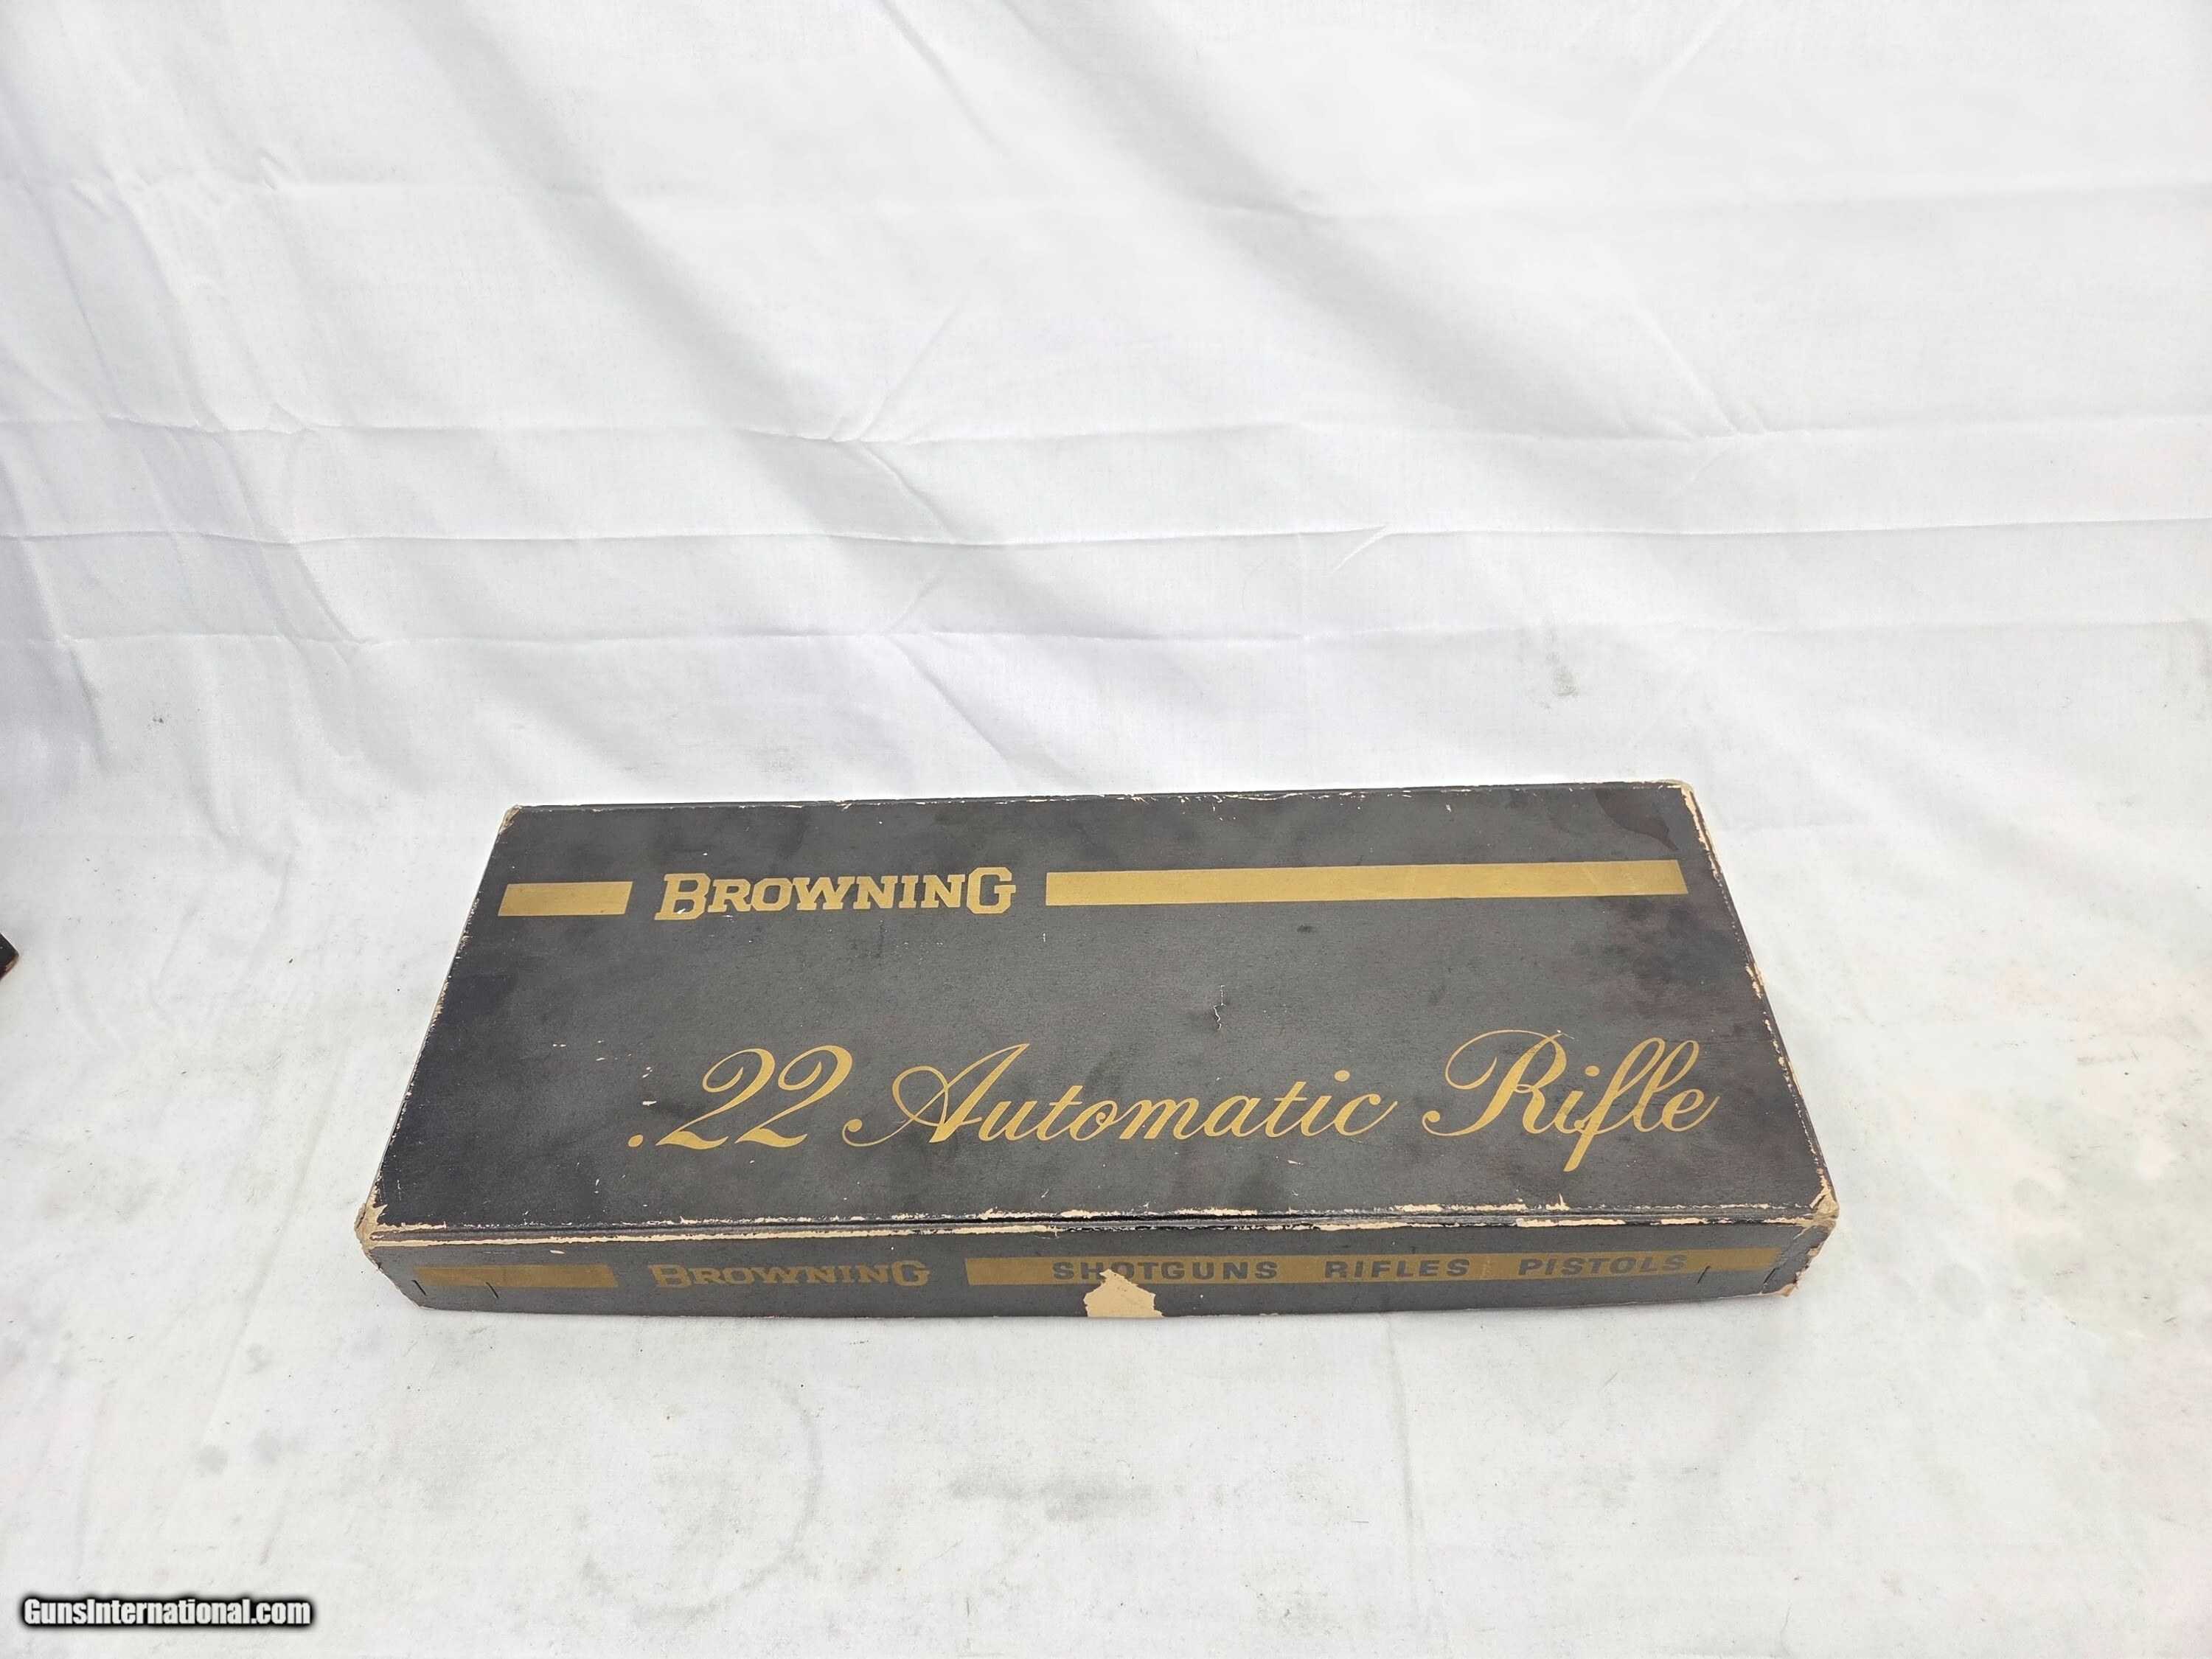 BROWNING
.22 Automatic Rifle
BROWNING SHOTGUNS RIFLES PISTOLS
GunsInternational.com